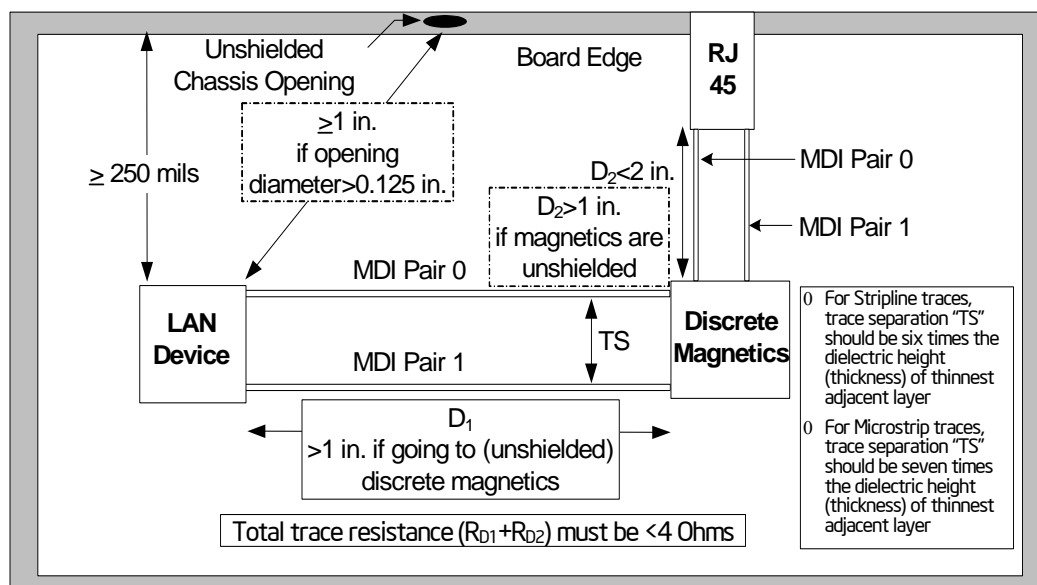 Unshielded
Chassis Opening
Board Edge
RJ
45
≥1 in.
if opening
diameter>0.125 in.
≥ 250 mils
D₂<2 in.
MDI Pair 0
MDI Pair 1
D₂>1 in.
if magnetics are
unshielded
MDI Pair 0
LAN
Device
TS
Discrete
Magnetics
MDI Pair 1
D₁
>1 in. if going to (unshielded)
discrete magnetics
Total trace resistance (R_D1+R_D2) must be <4 Ohms
0 For Stripline traces,
trace separation “TS”
should be six times the
dielectric height
(thickness) of thinnest
adjacent layer
0 For Microstrip traces,
trace separation “TS”
should be seven times
the dielectric height
(thickness) of thinnest
adjacent layer